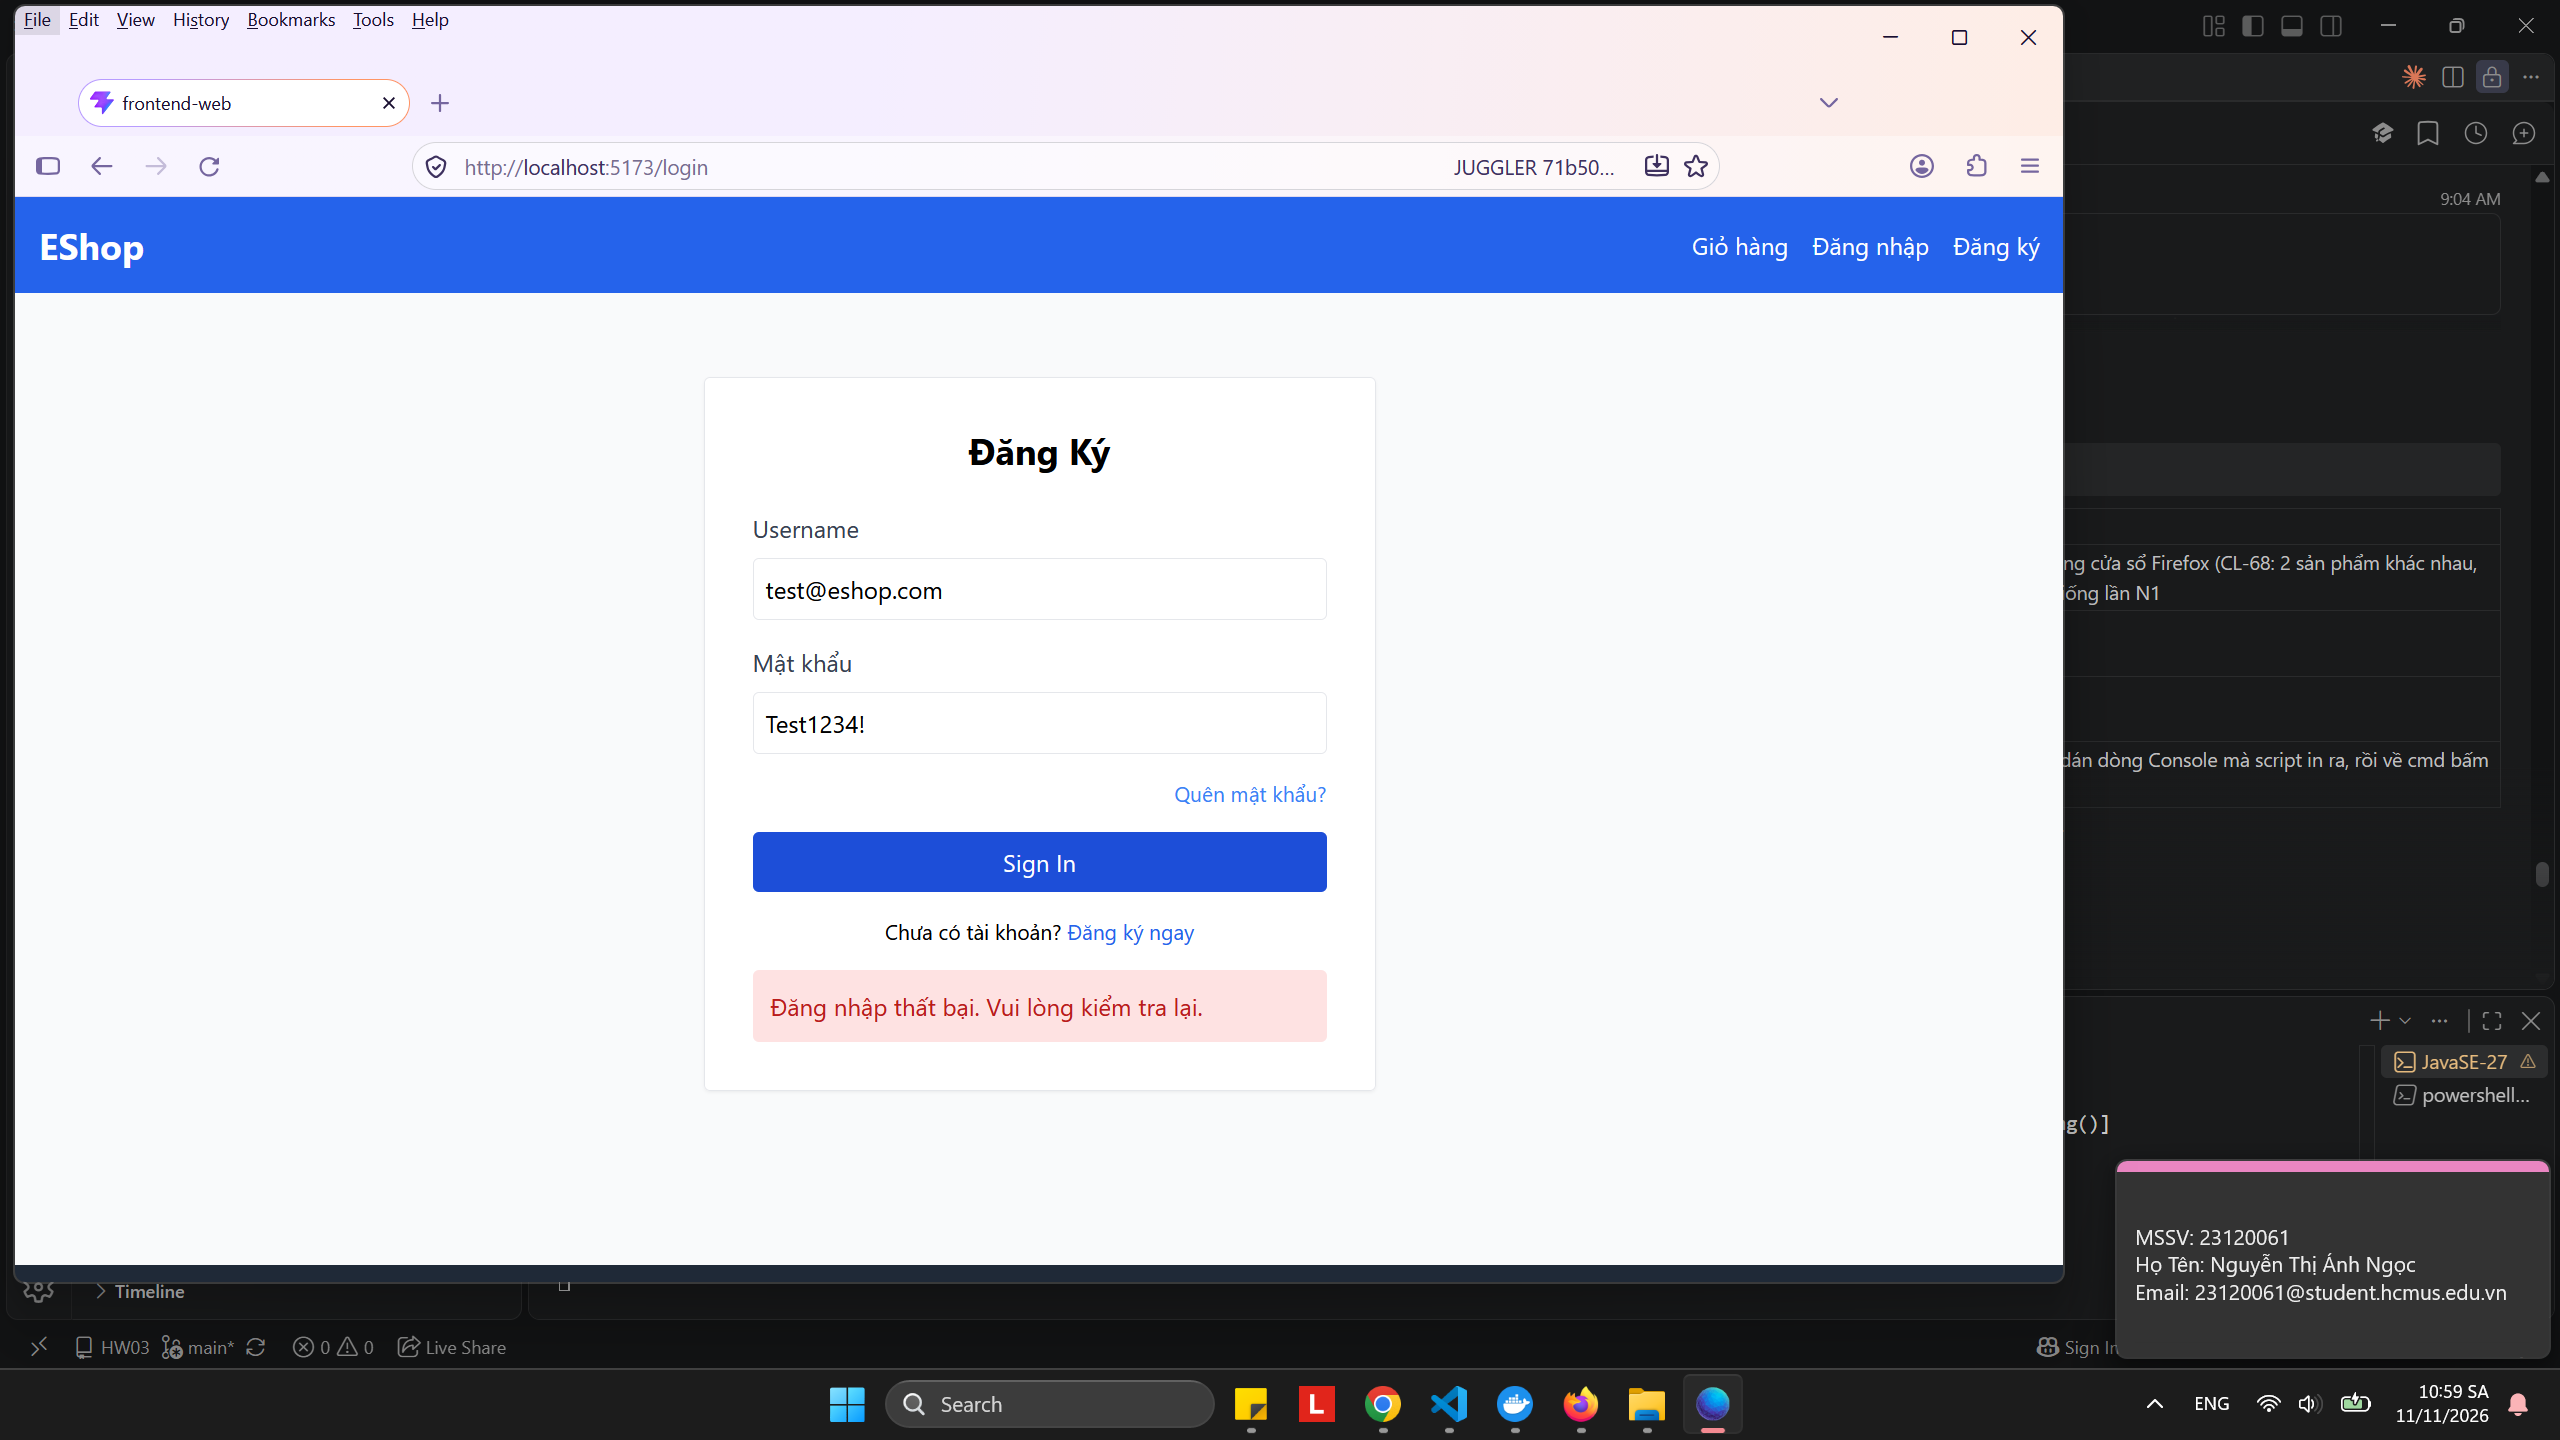 File Edit View History Bookmarks Tools Help
frontend-web
http://localhost:5173/login
JUGGLER 71b50...
EShop
Giỏ hàng Đăng nhập Đăng ký
Đăng Ký
Username
test@eshop.com
Mật khẩu
Test1234!
Quên mật khẩu?
Sign In
Chưa có tài khoản? Đăng ký ngay
Đăng nhập thất bại. Vui lòng kiểm tra lại.
9:04 AM
ng cửa sổ Firefox (CL-68: 2 sản phẩm khác nhau,
iống lần N1
dán dòng Console mà script in ra, rồi về cmd bấm
JavaSE-27
powershell...
g()]
MSSV: 23120061
Họ Tên: Nguyễn Thị Ánh Ngọc
Email: 23120061@student.hcmus.edu.vn
Timeline
HW03 main* 0 0 Live Share
Sign In
Search
L
ENG
10:59 SA
11/11/2026